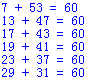 7 + 53 = 60
13 + 47 = 60
17 + 43 = 60
19 + 41 = 60
23 + 37 = 60
29 + 31 = 60